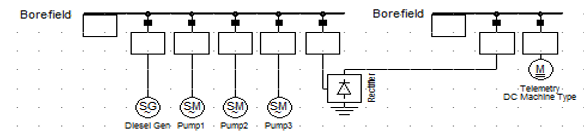 Borefield
Borefield
SG
SM
SM
SM
Diesel Gen
Pump1
Pump2
Pump3
Rectifier
M
Telemetry
DC Machine Type